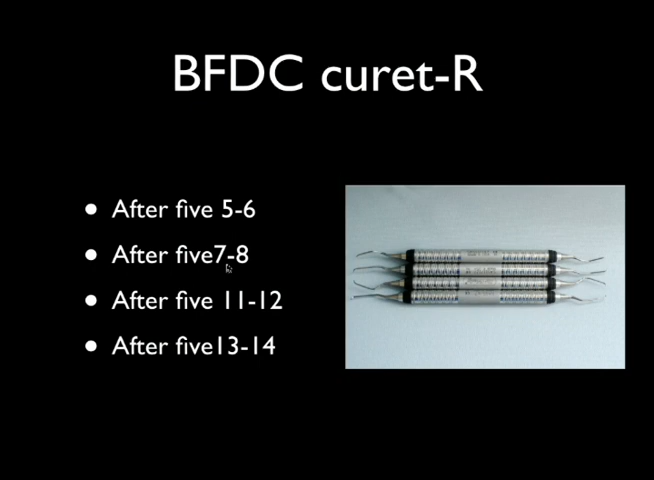 BFDC curet-R
• After five 5-6
• After five7-8
• After five 11-12
• After five13-14